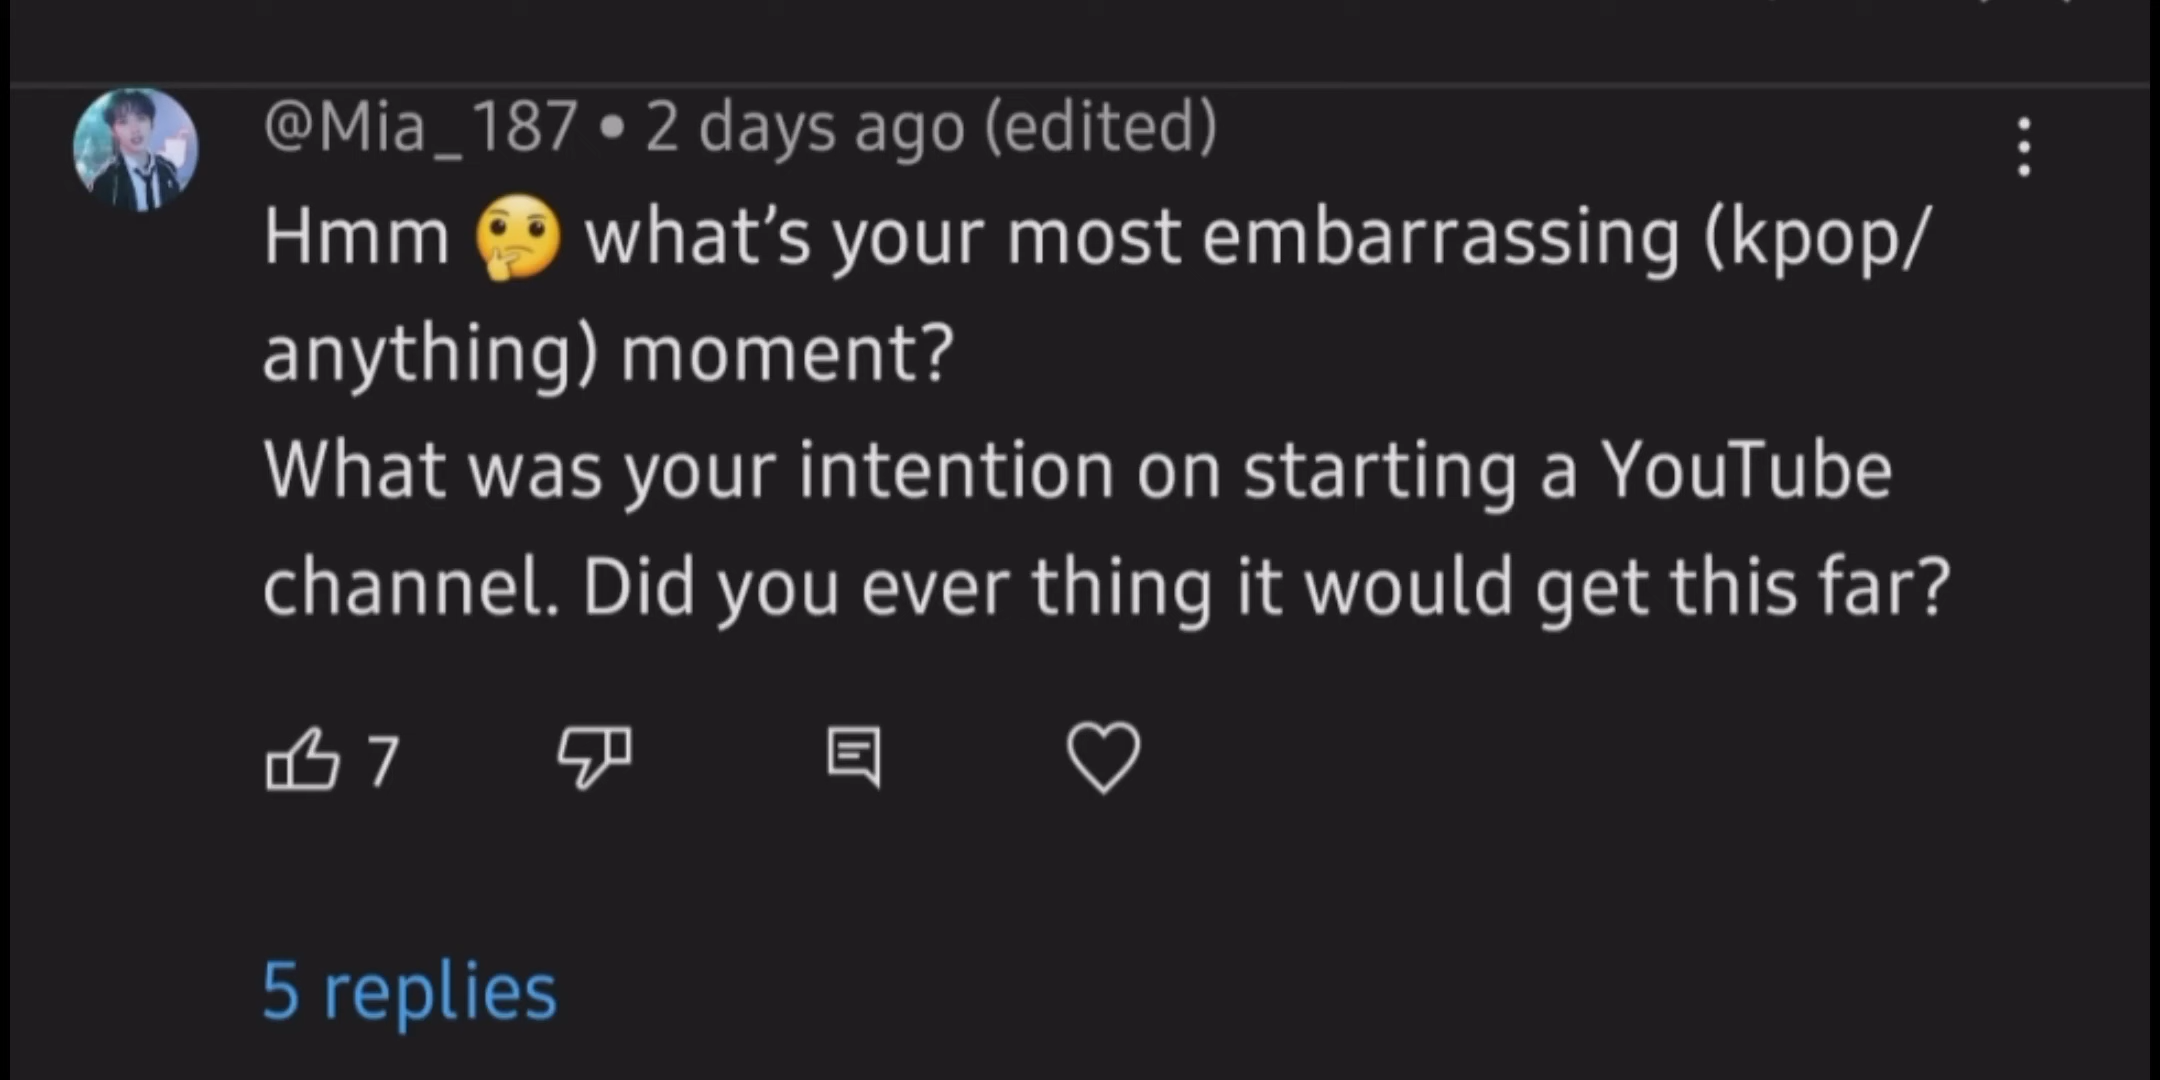 @Mia_187 • 2 days ago (edited)
Hmm 🤔 what's your most embarrassing (kpop/
anything) moment?
What was your intention on starting a YouTube
channel. Did you ever thing it would get this far?
7
5 replies